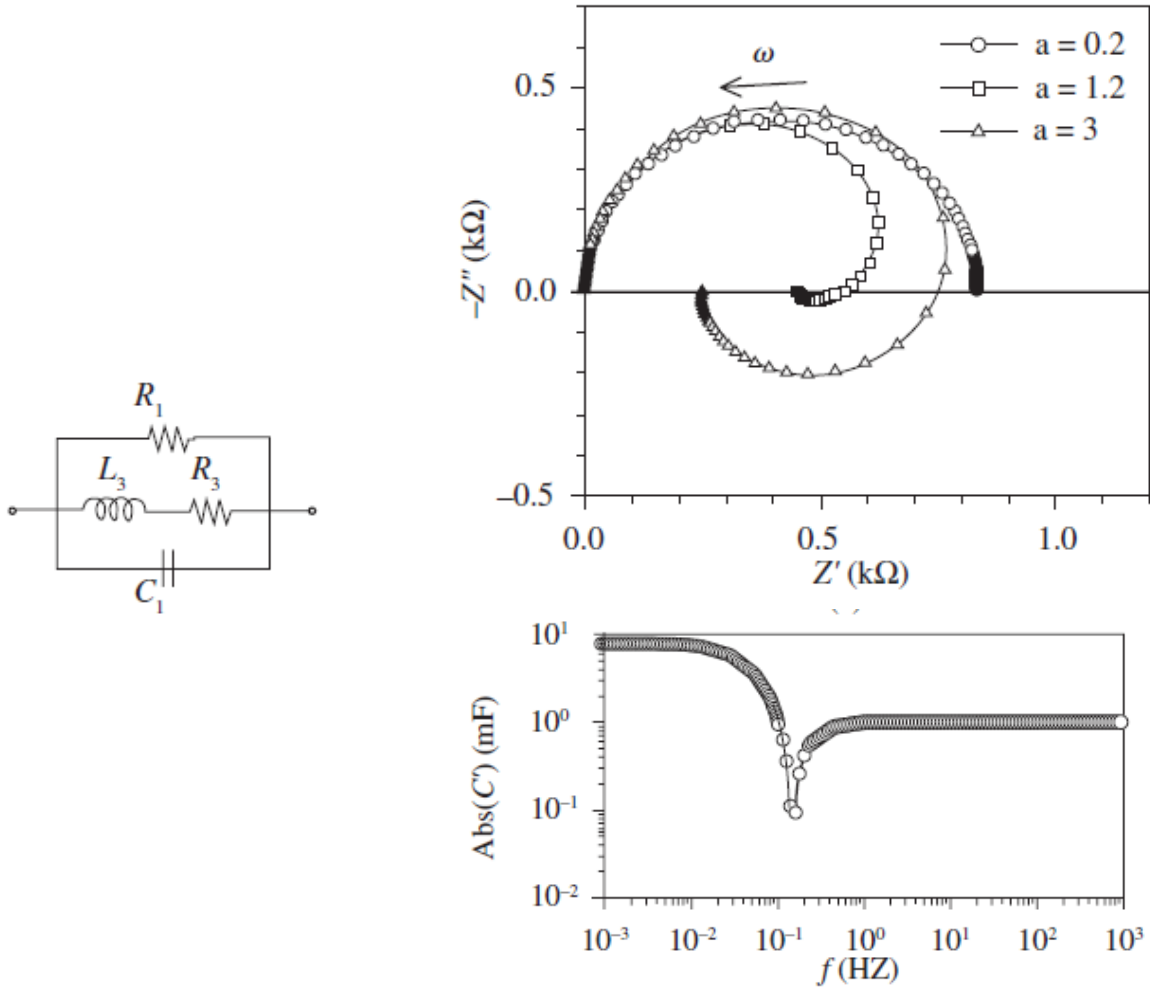 R1
L3 R3
C1
ω
a = 0.2
a = 1.2
a = 3
0.5
0.0
–0.5
–Z″ (kΩ)
0.0 0.5 1.0
Z′ (kΩ)
10^1
10^0
10^–1
10^–2
Abs(C′) (mF)
10^–3 10^–2 10^–1 10^0 10^1 10^2 10^3
f (HZ)